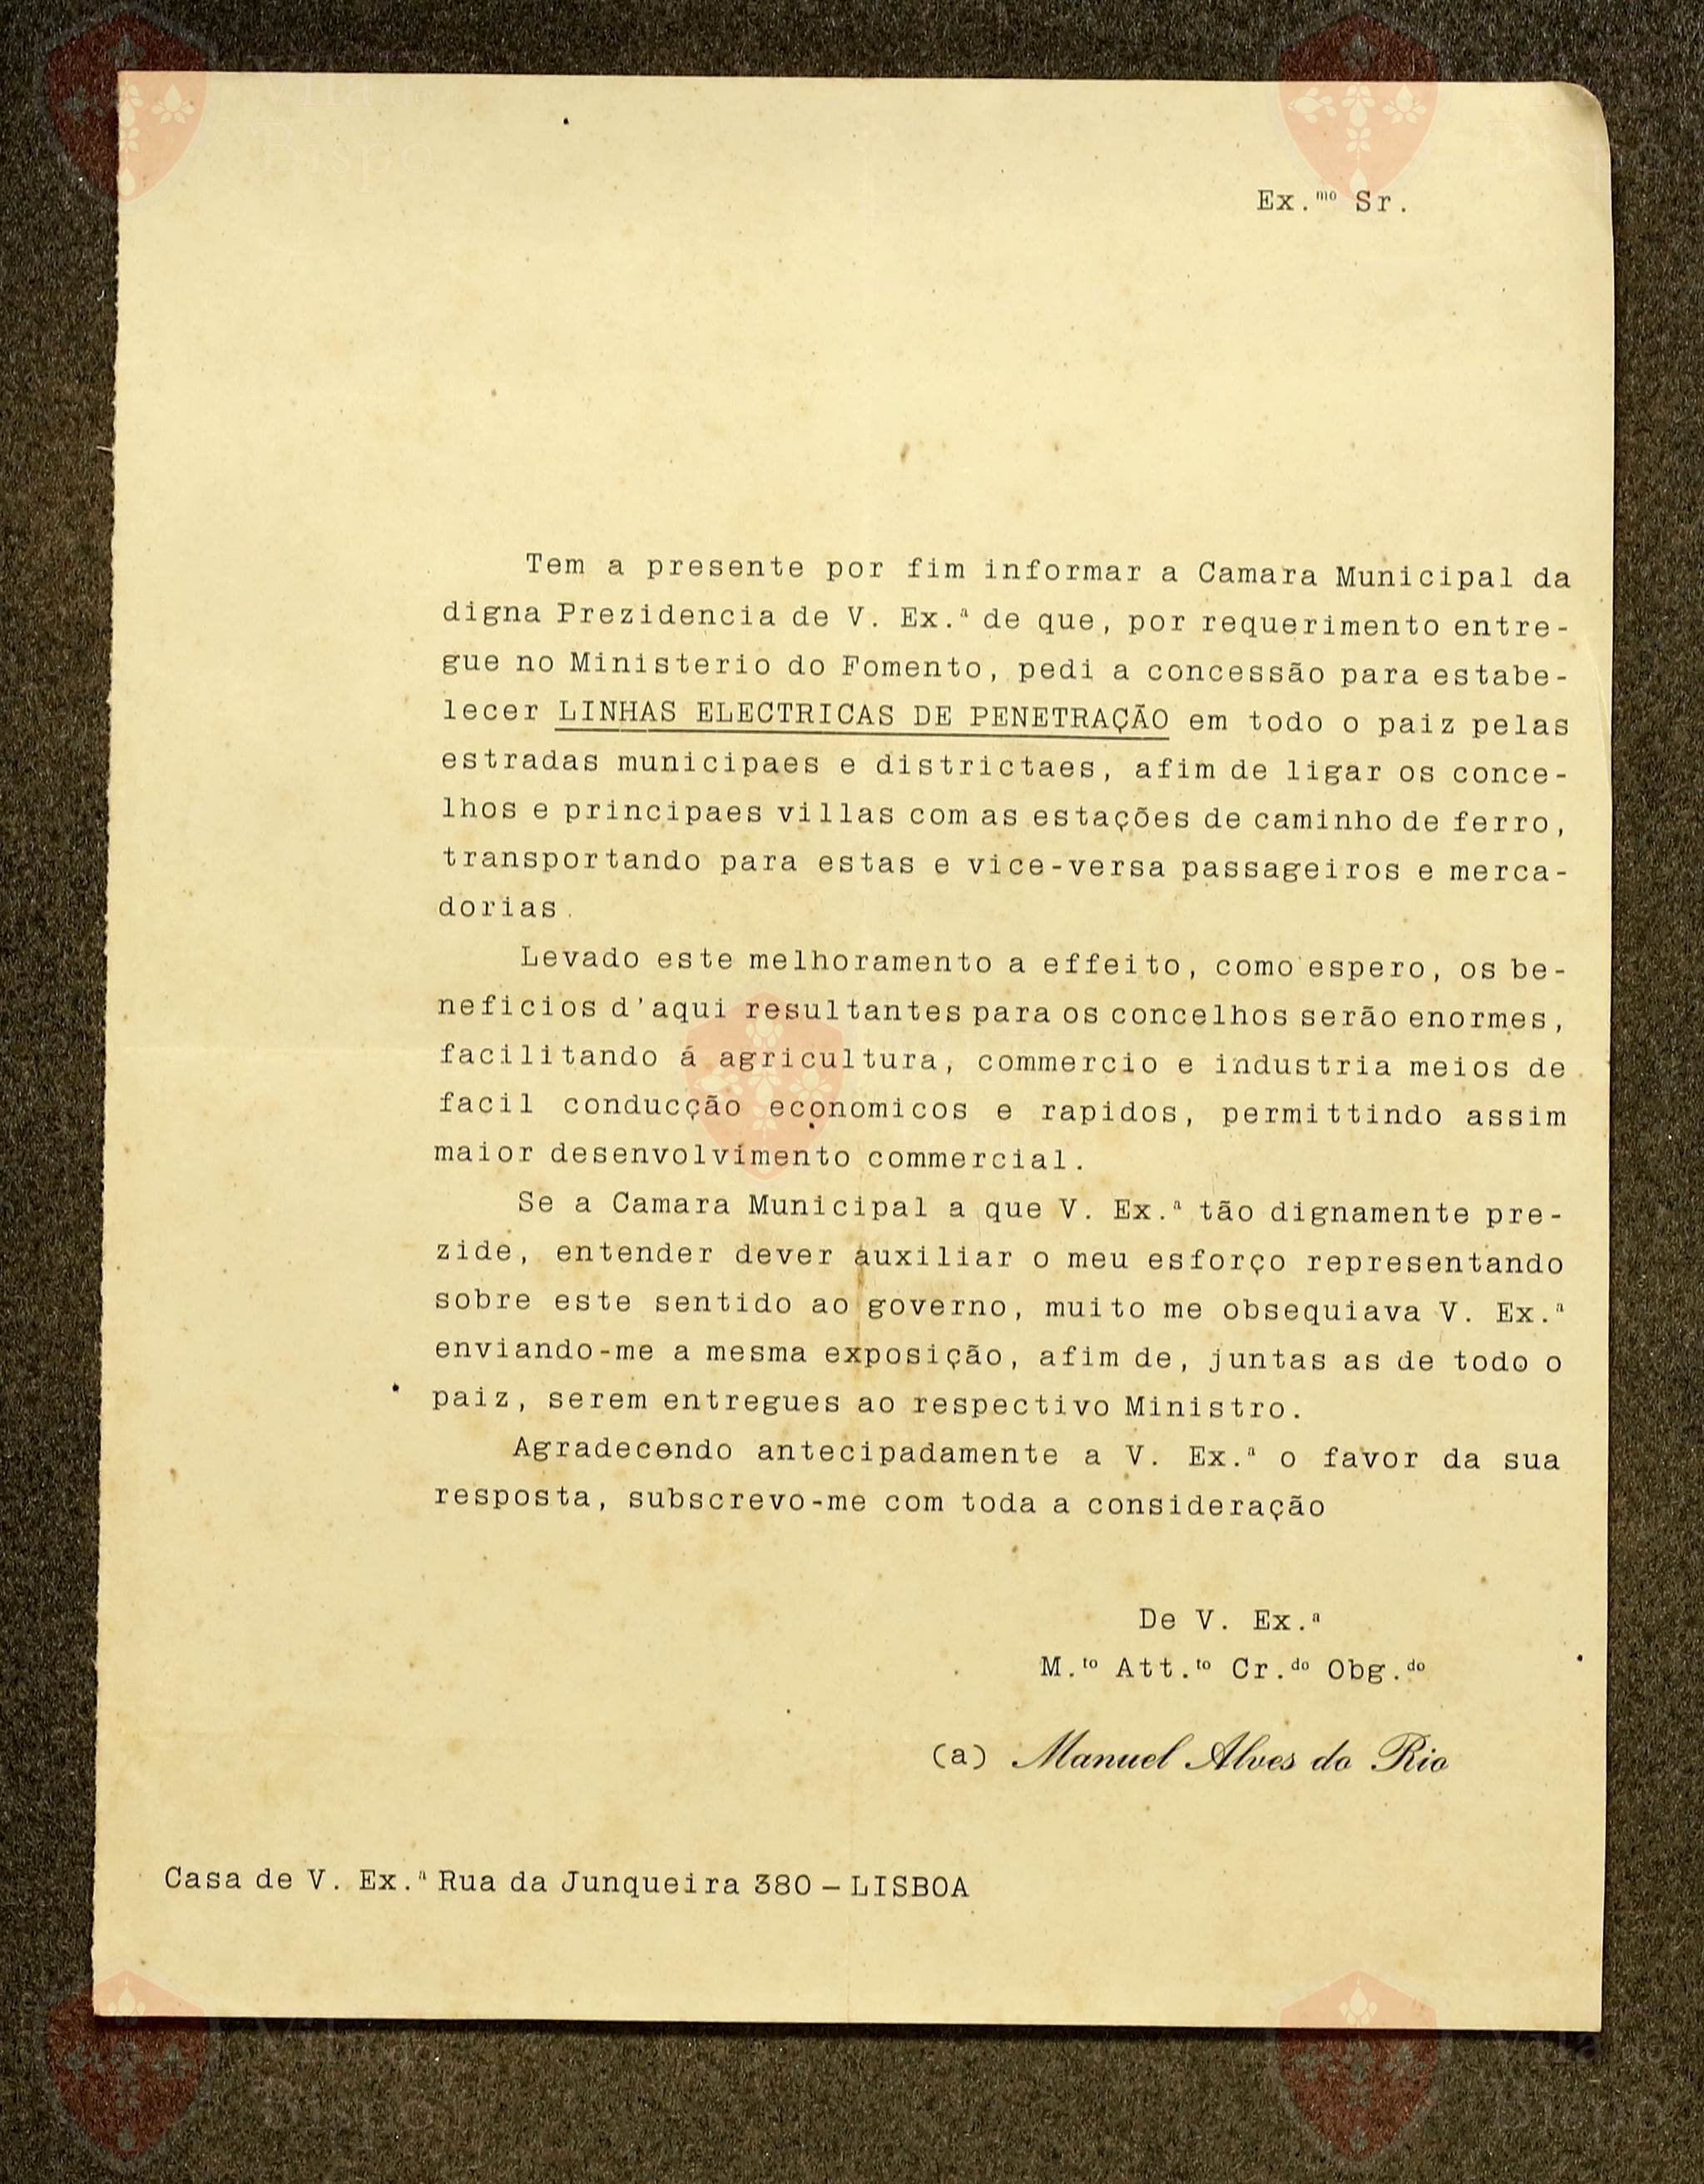 Ex.ᵐᵒ Sr.
Tem a presente por fim informar a Camara Municipal da
digna Prezidencia de V. Ex.ª de que, por requerimento entre-
gue no Ministerio do Fomento, pedi a concessão para estabe-
lecer LINHAS ELECTRICAS DE PENETRAÇÃO em todo o paiz pelas
estradas municipaes e districtaes, afim de ligar os conce-
lhos e principaes villas com as estações de caminho de ferro,
transportando para estas e vice-versa passageiros e merca-
dorias.
Levado este melhoramento a effeito, como espero, os be-
neficios d'aqui resultantes para os concelhos serão enormes,
facilitando á agricultura, commercio e industria meios de
facil conducção economicos e rapidos, permittindo assim
maior desenvolvimento commercial.
Se a Camara Municipal a que V. Ex.ª tão dignamente pre-
zide, entender dever auxiliar o meu esforço representando
sobre este sentido ao governo, muito me obsequiava V. Ex.ª
enviando-me a mesma exposição, afim de, juntas as de todo o
paiz, serem entregues ao respectivo Ministro.
Agradecendo antecipadamente a V. Ex.ª o favor da sua
resposta, subscrevo-me com toda a consideração
De V. Ex.ª
M.ᵗᵒ Att.ᵗᵒ Cr.ᵈᵒ Obg.ᵈᵒ
(a) Manuel Alves do Rio
Casa de V. Ex.ª Rua da Junqueira 380 – LISBOA